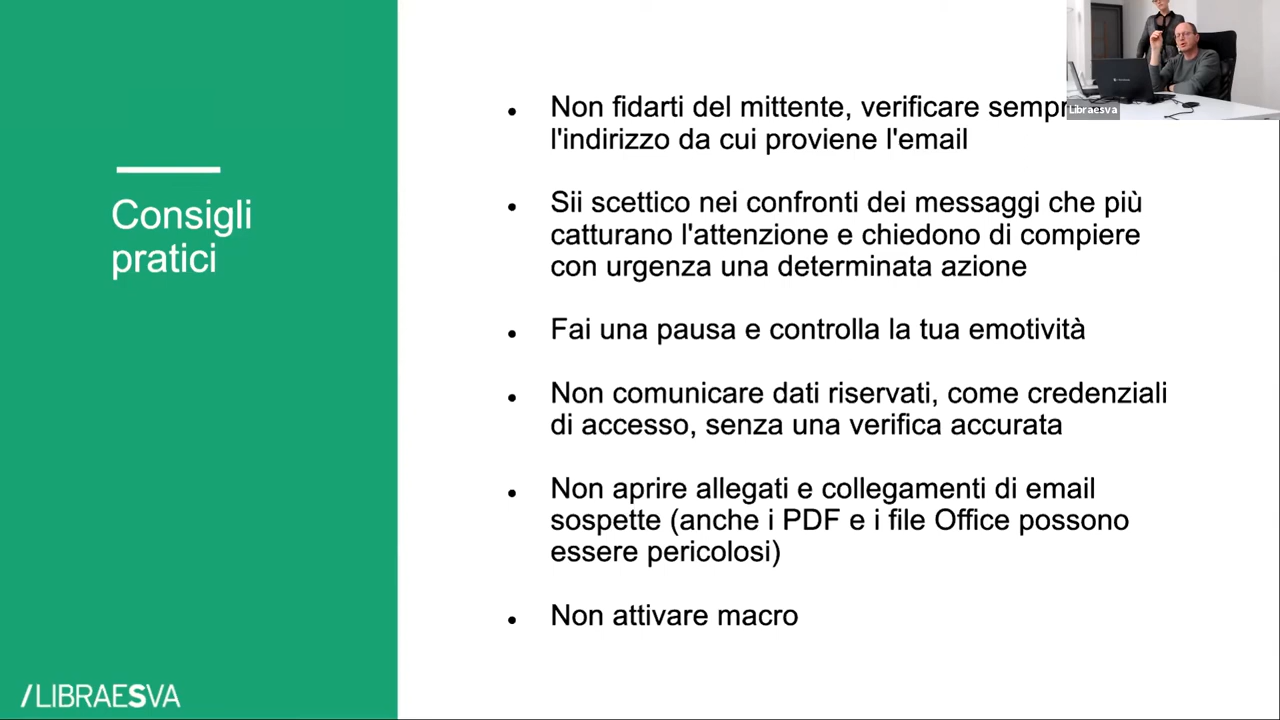 Non fidarti del mittente, verificare
l'indirizzo da cui proviene l'email
Consigli
pratici
Sii scettico nei confronti dei messaggi che più
catturano l'attenzione e chiedono di compiere
con urgenza una determinata azione
Fai una pausa e controlla la tua emotività
Non comunicare dati riservati, come credenziali
di accesso, senza una verifica accurata
Non aprire allegati e collegamenti di email
sospette (anche i PDF e i file Office possono
essere pericolosi)
Non attivare macro
/LIBRAESVA
Libraesva